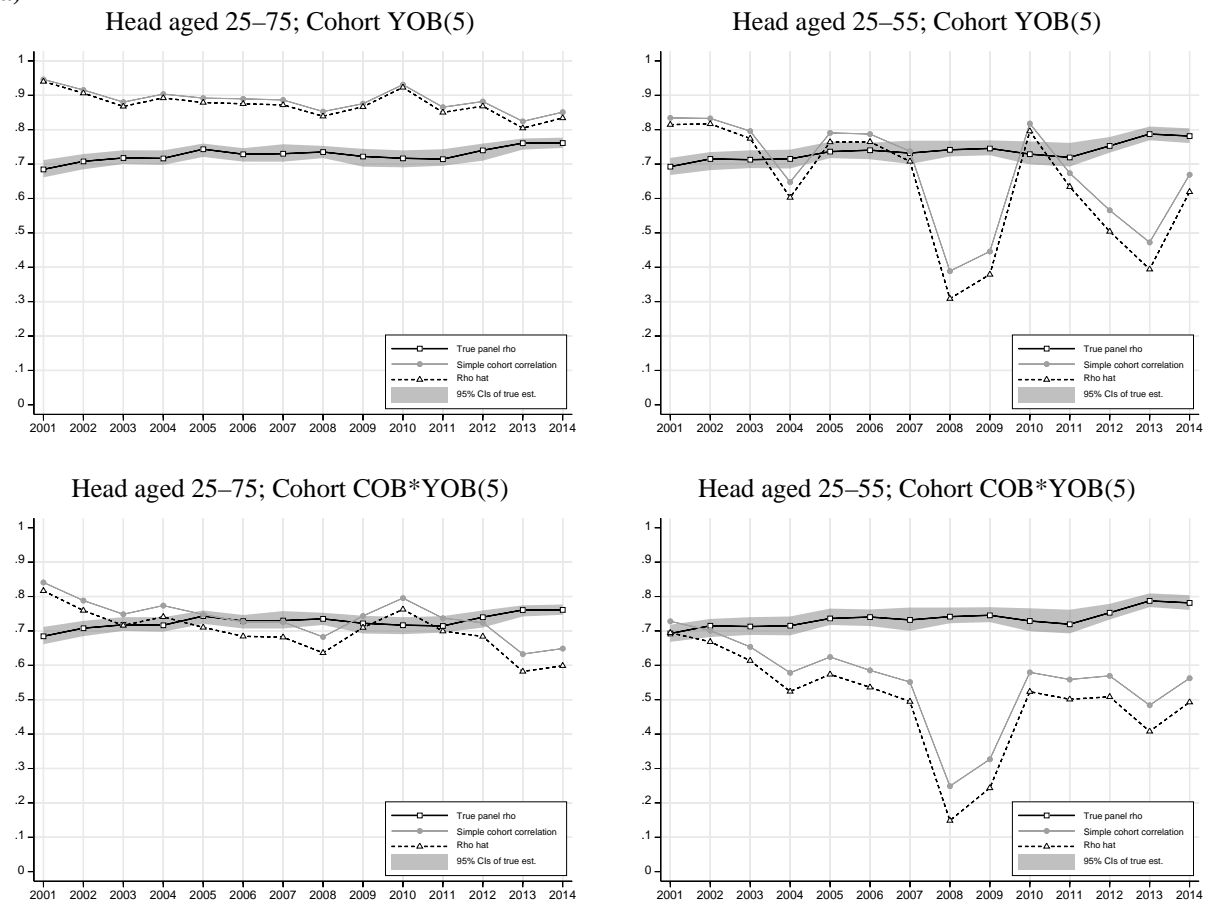 Head aged 25–75; Cohort YOB(5)
1
.9
.8
.7
.6
.5
.4
.3
.2
.1
0
True panel rho
Simple cohort correlation
Rho hat
95% CIs of true est.
2001 2002 2003 2004 2005 2006 2007 2008 2009 2010 2011 2012 2013 2014
Head aged 25–55; Cohort YOB(5)
1
.9
.8
.7
.6
.5
.4
.3
.2
.1
0
True panel rho
Simple cohort correlation
Rho hat
95% CIs of true est.
2001 2002 2003 2004 2005 2006 2007 2008 2009 2010 2011 2012 2013 2014
Head aged 25–75; Cohort COB*YOB(5)
1
.9
.8
.7
.6
.5
.4
.3
.2
.1
0
True panel rho
Simple cohort correlation
Rho hat
95% CIs of true est.
2001 2002 2003 2004 2005 2006 2007 2008 2009 2010 2011 2012 2013 2014
Head aged 25–55; Cohort COB*YOB(5)
1
.9
.8
.7
.6
.5
.4
.3
.2
.1
0
True panel rho
Simple cohort correlation
Rho hat
95% CIs of true est.
2001 2002 2003 2004 2005 2006 2007 2008 2009 2010 2011 2012 2013 2014